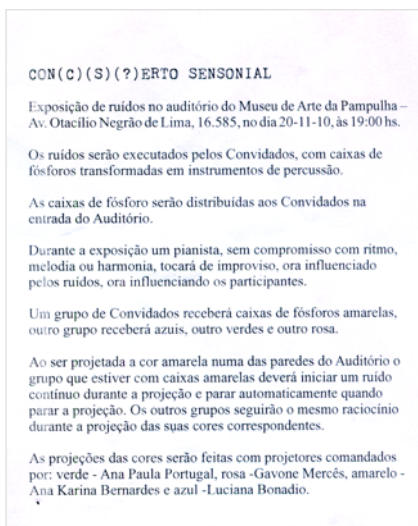 CON(C)(S)(?)ERTO SENSONIAL
Exposição de ruídos no auditório do Museu de Arte da Pampulha –
Av. Otacílio Negrão de Lima, 16.585, no dia 20-11-10, às 19:00 hs.
Os ruídos serão executados pelos Convidados, com caixas de
fósforos transformadas em instrumentos de percussão.
As caixas de fósforo serão distribuídas aos Convidados na
entrada do Auditório.
Durante a exposição um pianista, sem compromisso com ritmo,
melodia ou harmonia, tocará de improviso, ora influenciado
pelos ruídos, ora influenciando os participantes.
Um grupo de Convidados receberá caixas de fósforos amarelas,
outro grupo receberá azuis, outro verdes e outro rosa.
Ao ser projetada a cor amarela numa das paredes do Auditório o
grupo que estiver com caixas amarelas deverá iniciar um ruído
contínuo durante a projeção e parar automaticamente quando
parar a projeção. Os outros grupos seguirão o mesmo raciocínio
durante a projeção das suas cores correspondentes.
As projeções das cores serão feitas com projetores comandados
por: verde - Ana Paula Portugal, rosa -Gavone Mercês, amarelo -
Ana Karina Bernardes e azul -Luciana Bonadio.